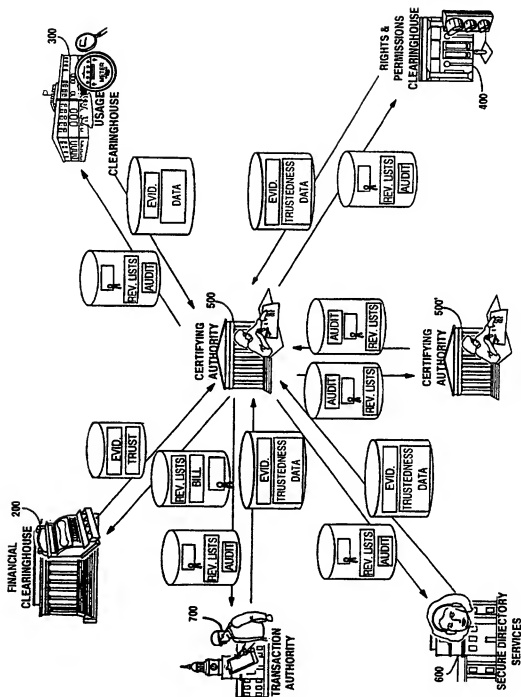 FINANCIAL
CLEARINGHOUSE
200
EVID.
TRUST
REV. LISTS
BILL
CERTIFYING
AUTHORITY
500
REV. LISTS
AUDIT
EVID.
DATA
USAGE
CLEARINGHOUSE
METER
300
700
TRANSACTION
AUTHORITY
REV. LISTS
AUDIT
EVID.
TRUSTEDNESS
DATA
EVID.
TRUSTEDNESS
DATA
REV. LISTS
AUDIT
RIGHTS &
PERMISSIONS
CLEARINGHOUSE
400
600
SECURE DIRECTORY
SERVICES
REV. LISTS
AUDIT
EVID.
TRUSTEDNESS
DATA
AUDIT
REV. LISTS
AUDIT
REV. LISTS
CERTIFYING
AUTHORITY
500'